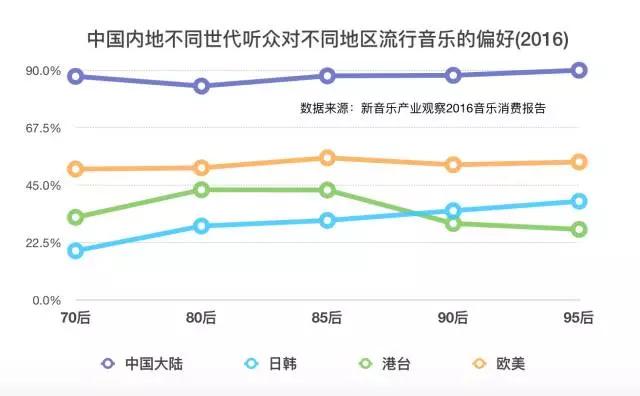 中国内地不同世代听众对不同地区流行音乐的偏好(2016)
90.0%
数据来源：新音乐产业观察2016音乐消费报告
67.5%
45.0%
22.5%
0.0%
70后 80后 85后 90后 95后
中国大陆 日韩 港台 欧美